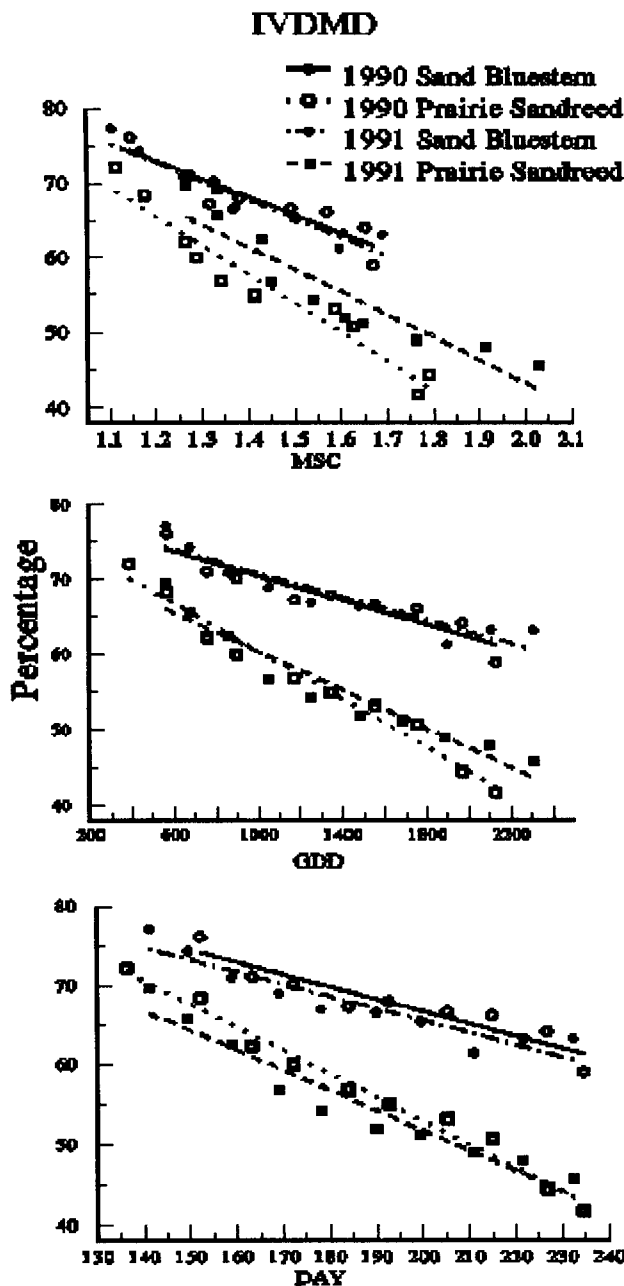 IVDMD
1990 Sand Bluestem
1990 Prairie Sandreed
1991 Sand Bluestem
1991 Prairie Sandreed
80
70
60
50
40
1.1 1.2 1.3 1.4 1.5 1.6 1.7 1.8 1.9 2.0 2.1
MSC
Percentage
80
70
60
50
40
200 600 1000 1400 1800 2200
GDD
80
70
60
50
40
130 140 150 160 170 180 190 200 210 220 230 240
DAY